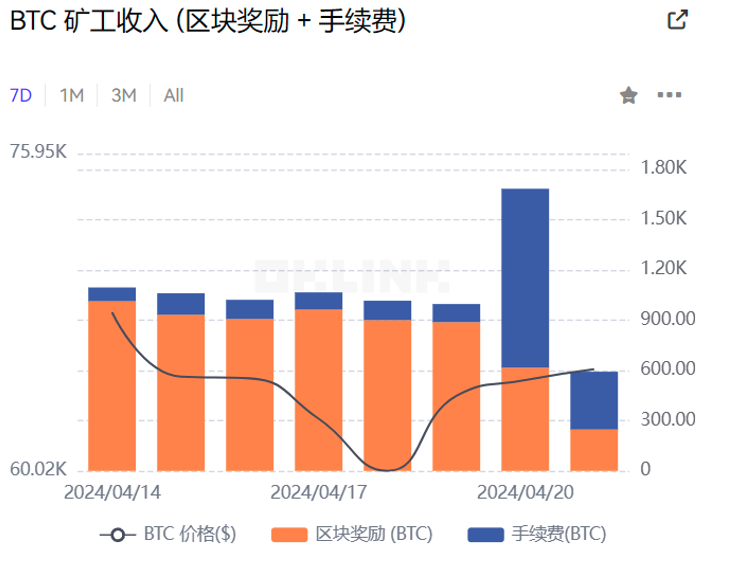 BTC 矿工收入 (区块奖励 + 手续费)
7D 1M 3M All
75.95K
1.80K
1.50K
OKLINK
1.20K
900.00
600.00
300.00
60.02K 0
2024/04/14 2024/04/17 2024/04/20
BTC 价格($) 区块奖励 (BTC) 手续费(BTC)